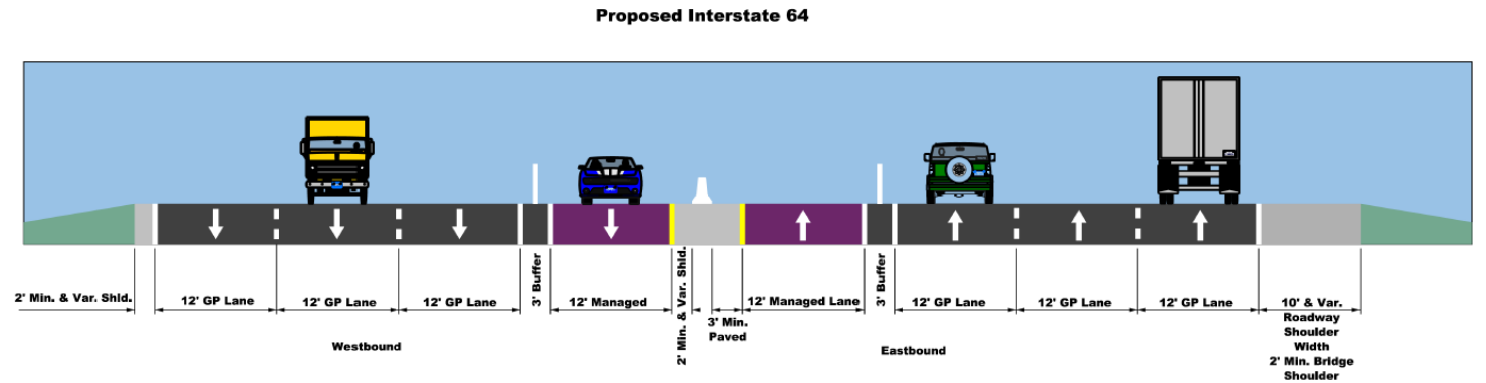 Proposed Interstate 64
2' Min. & Var. Shld.
12' GP Lane
12' GP Lane
12' GP Lane
3' Buffer
12' Managed
2' Min. & Var. Shld.
3' Min.
Paved
12' Managed Lane
3' Buffer
12' GP Lane
12' GP Lane
12' GP Lane
10' & Var.
Roadway
Shoulder
Width
2' Min. Bridge
Shoulder
Westbound
Eastbound